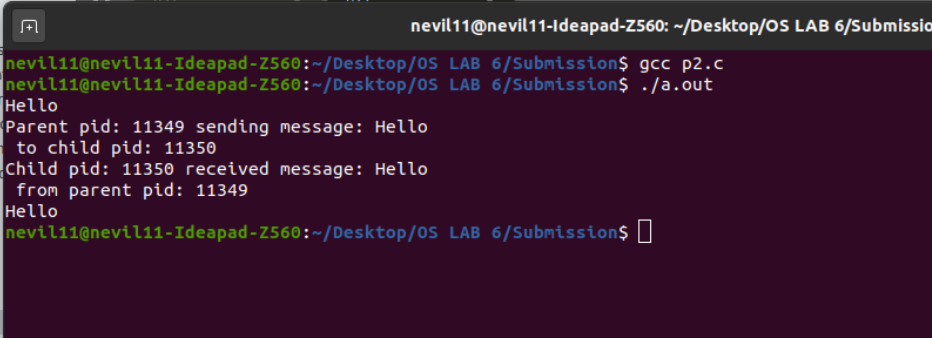 nevil11@nevil11-Ideapad-Z560: ~/Desktop/OS LAB 6/Submissio
nevil11@nevil11-Ideapad-Z560:~/Desktop/OS LAB 6/Submission$ gcc p2.c
nevil11@nevil11-Ideapad-Z560:~/Desktop/OS LAB 6/Submission$ ./a.out
Hello
Parent pid: 11349 sending message: Hello
 to child pid: 11350
Child pid: 11350 received message: Hello
 from parent pid: 11349
Hello
nevil11@nevil11-Ideapad-Z560:~/Desktop/OS LAB 6/Submission$